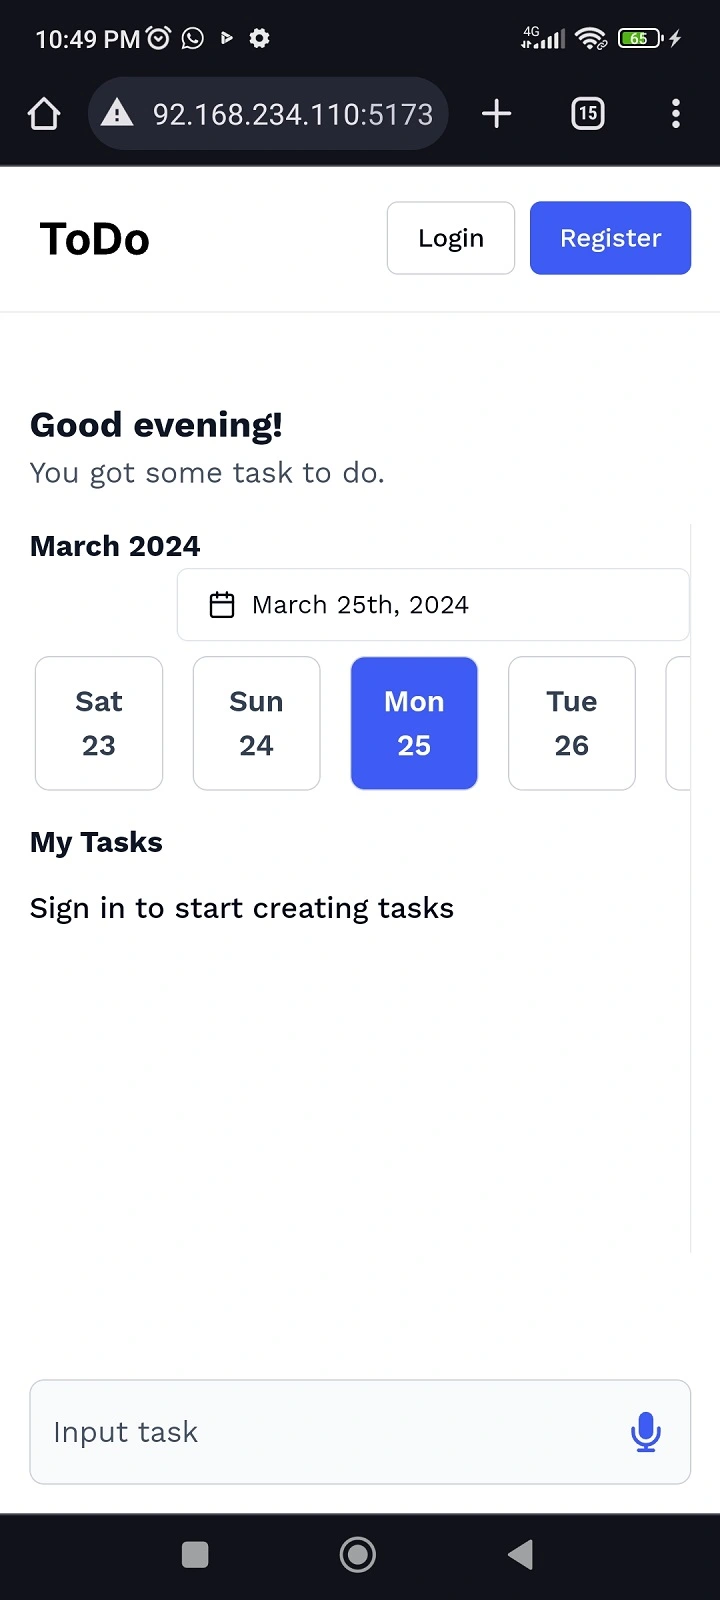 10:49 PM 4G 65
92.168.234.110:5173 15
ToDo Login Register
Good evening!
You got some task to do.
March 2024
March 25th, 2024
Sat Sun Mon Tue
23 24 25 26
My Tasks
Sign in to start creating tasks
Input task